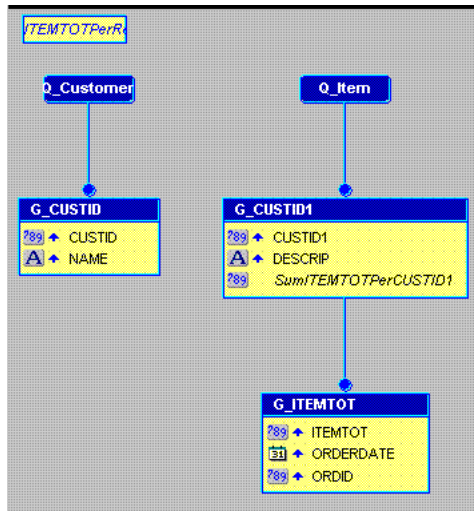 ITEMTOTPerRe
Q_Customer
Q_Item
G_CUSTID
CUSTID
NAME
G_CUSTID1
CUSTID1
DESCRIP
SumITEMTOTPerCUSTID1
G_ITEMTOT
ITEMTOT
ORDERDATE
ORDID